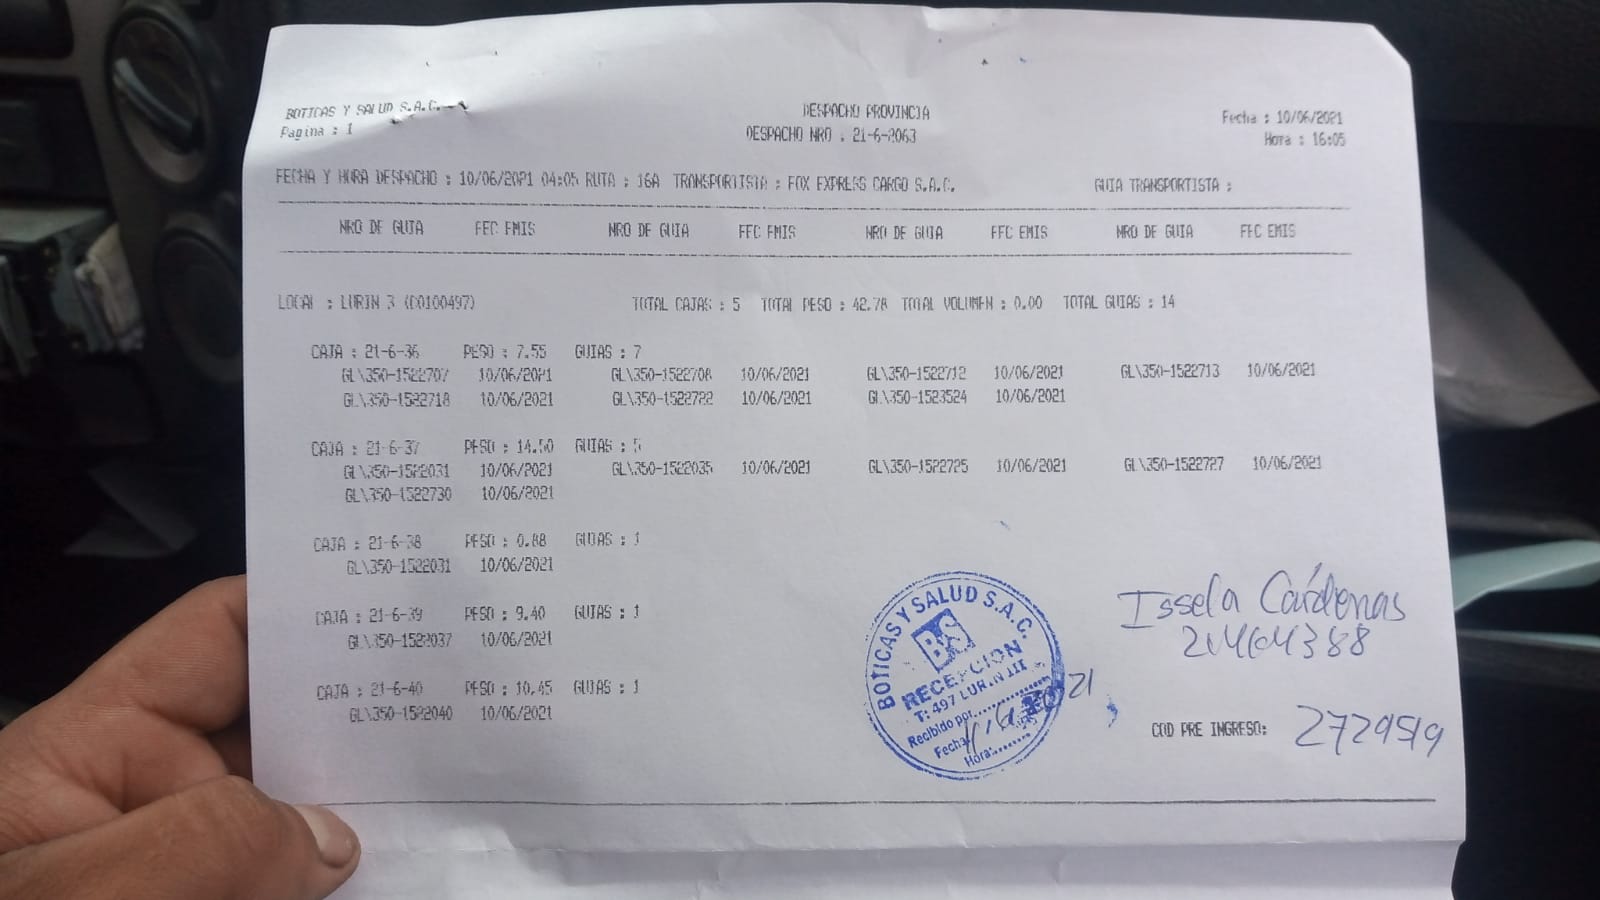 BOTICAS Y SALUD S.A.C.
Pagina : 1
DESPACHO PROVINCIA
DESPACHO NRO : 21-6-2063
Fecha : 10/06/2021
Hora : 16:05
FECHA Y HORA DESPACHO : 10/06/2021 04:05 RUTA : 16A TRANSPORTISTA : FOX EXPRESS CARGO S.A.C. GUIA TRANSPORTISTA :
NRO DE GUIA FEC EMIS NRO DE GUIA FEC EMIS NRO DE GUIA FEC EMIS NRO DE GUIA FEC EMIS
LOCAL : LURIN 3 (C0100497) TOTAL CAJAS : 5 TOTAL PESO : 42.78 TOTAL VOLUMEN : 0.00 TOTAL GUIAS : 14
CAJA : 21-6-36 PESO : 7.55 GUIAS : 7
GL\350-1522707 10/06/2021 GL\350-1522708 10/06/2021 GL\350-1522712 10/06/2021 GL\350-1522713 10/06/2021
GL\350-1522718 10/06/2021 GL\350-1522722 10/06/2021 GL\350-1523524 10/06/2021
CAJA : 21-6-37 PESO : 14.50 GUIAS : 5
GL\350-1522031 10/06/2021 GL\350-1522035 10/06/2021 GL\350-1522725 10/06/2021 GL\350-1522727 10/06/2021
GL\350-1522730 10/06/2021
CAJA : 21-6-38 PESO : 0.88 GUIAS : 1
GL\350-1522031 10/06/2021
CAJA : 21-6-39 PESO : 9.40 GUIAS : 1
GL\350-1522037 10/06/2021
CAJA : 21-6-40 PESO : 10.45 GUIAS : 1
GL\350-1522040 10/06/2021
BOTICAS Y SALUD S.A.C.
BS
RECEPCION
T: 497 LURIN III
Recibido por:
Fecha:
Hora:
Issela Cárdenas
COD PRE INGRESO: 2729519